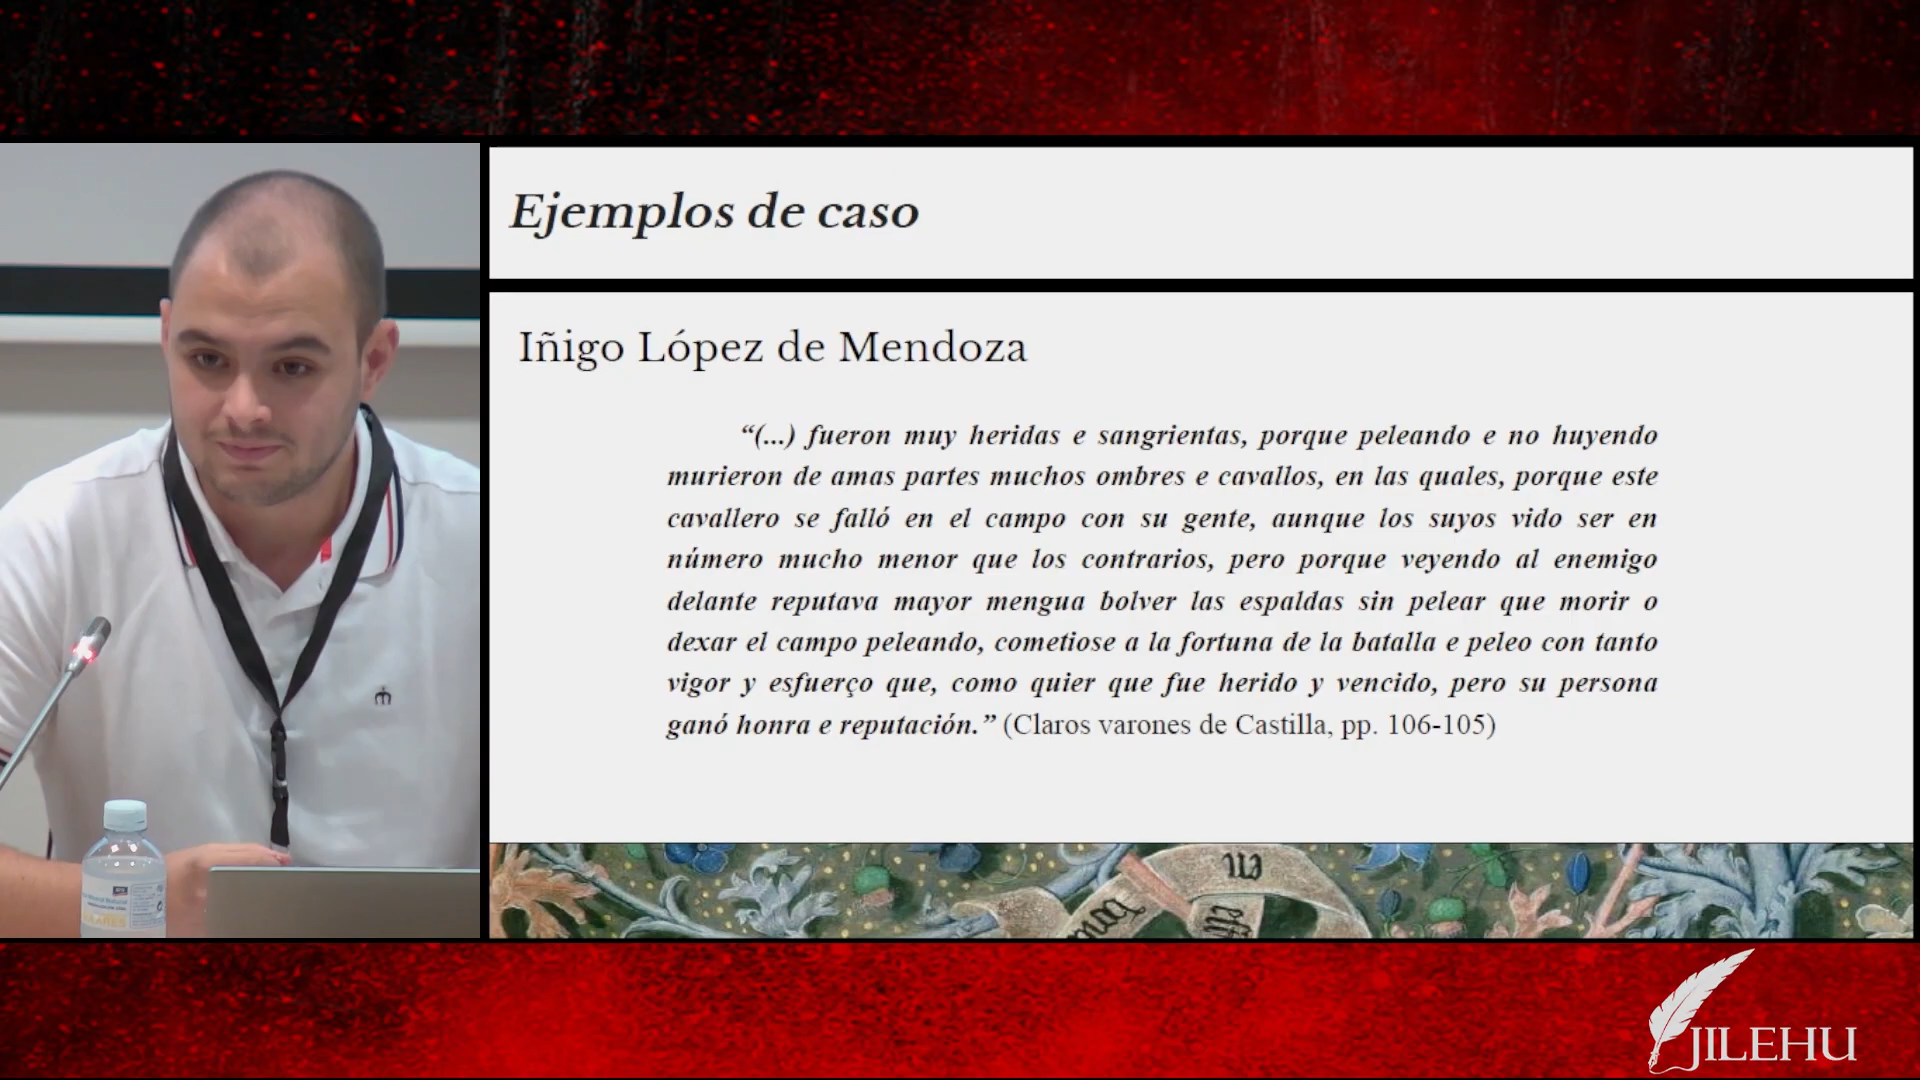 Ejemplos de caso
Iñigo López de Mendoza
“(...) fueron muy heridas e sangrientas, porque peleando e no huyendo
murieron de amas partes muchos ombres e cavallos, en las quales, porque este
cavallero se falló en el campo con su gente, aunque los suyos vido ser en
número mucho menor que los contrarios, pero porque veyendo al enemigo
delante reputava mayor mengua bolver las espaldas sin pelear que morir o
dexar el campo peleando, cometiose a la fortuna de la batalla e peleo con tanto
vigor y esfuerço que, como quier que fue herido y vencido, pero su persona
ganó honra e reputación.” (Claros varones de Castilla, pp. 106-105)
en
JILEHU